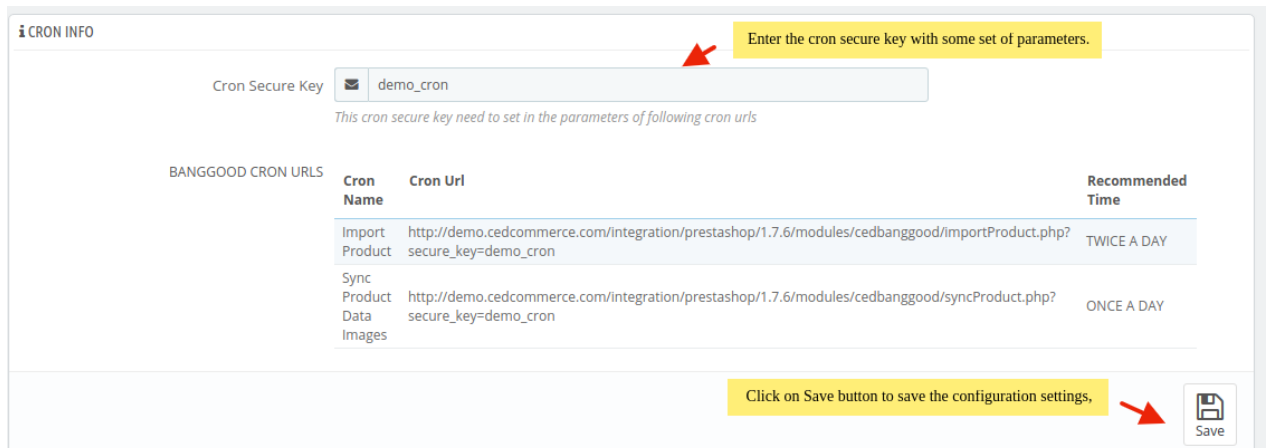 i CRON INFO
Enter the cron secure key with some set of parameters.
Cron Secure Key
demo_cron
This cron secure key need to set in the parameters of following cron urls
BANGGOOD CRON URLS
Cron Name
Cron Url
Recommended Time
Import Product
http://demo.cedcommerce.com/integration/prestashop/1.7.6/modules/cedbanggood/importProduct.php?
secure_key=demo_cron
TWICE A DAY
Sync Product Data Images
http://demo.cedcommerce.com/integration/prestashop/1.7.6/modules/cedbanggood/syncProduct.php?
secure_key=demo_cron
ONCE A DAY
Click on Save button to save the configuration settings,
Save